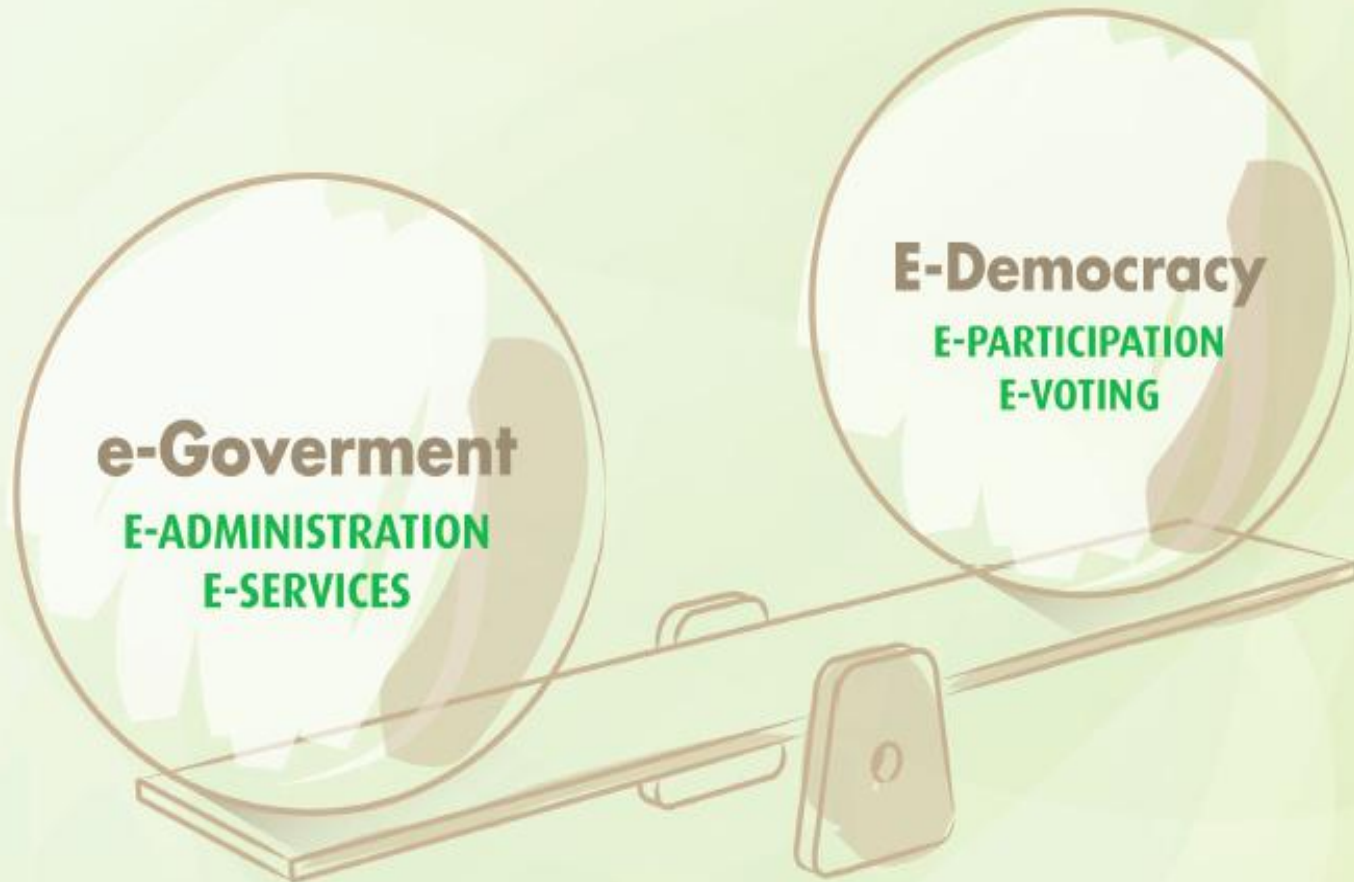 e-Goverment
E-ADMINISTRATION
E-SERVICES
E-Democracy
E-PARTICIPATION
E-VOTING